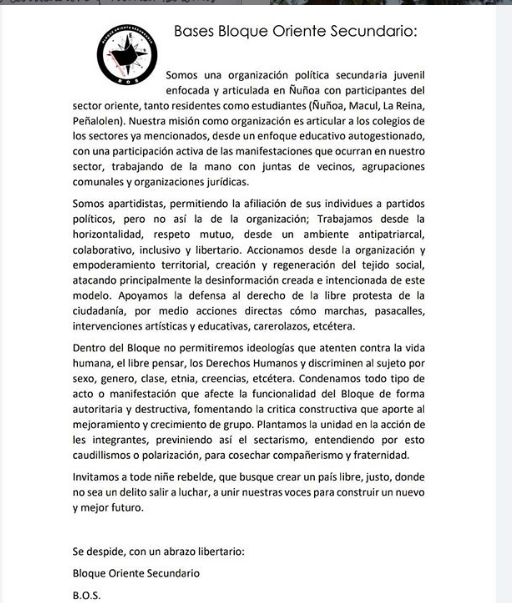 Bases Bloque Oriente Secundario:
B O S
Somos una organización política secundaria juvenil
enfocada y articulada en Ñuñoa con participantes del
sector oriente, tanto residentes como estudiantes (Ñuñoa, Macul, La Reina,
Peñalolen). Nuestra misión como organización es articular a los colegios de
los sectores ya mencionados, desde un enfoque educativo autogestionado,
con una participación activa de las manifestaciones que ocurran en nuestro
sector, trabajando de la mano con juntas de vecinos, agrupaciones
comunales y organizaciones jurídicas.
Somos apartidistas, permitiendo la afiliación de sus individues a partidos
políticos, pero no así la de la organización; Trabajamos desde la
horizontalidad, respeto mutuo, desde un ambiente antipatriarcal,
colaborativo, inclusivo y libertario. Accionamos desde la organización y
empoderamiento territorial, creación y regeneración del tejido social,
atacando principalmente la desinformación creada e intencionada de este
modelo. Apoyamos la defensa al derecho de la libre protesta de la
ciudadanía, por medio acciones directas cómo marchas, pasacalles,
intervenciones artísticas y educativas, carerolazos, etcétera.
Dentro del Bloque no permitiremos ideologías que atenten contra la vida
humana, el libre pensar, los Derechos Humanos y discriminen al sujeto por
sexo, genero, clase, etnia, creencias, etcétera. Condenamos todo tipo de
acto o manifestación que afecte la funcionalidad del Bloque de forma
autoritaria y destructiva, fomentando la critica constructiva que aporte al
mejoramiento y crecimiento de grupo. Plantamos la unidad en la acción de
les integrantes, previniendo así el sectarismo, entendiendo por esto
caudillismos o polarización, para cosechar compañerismo y fraternidad.
Invitamos a tode niñe rebelde, que busque crear un país libre, justo, donde
no sea un delito salir a luchar, a unir nuestras voces para construir un nuevo
y mejor futuro.
Se despide, con un abrazo libertario:
Bloque Oriente Secundario
B.O.S.